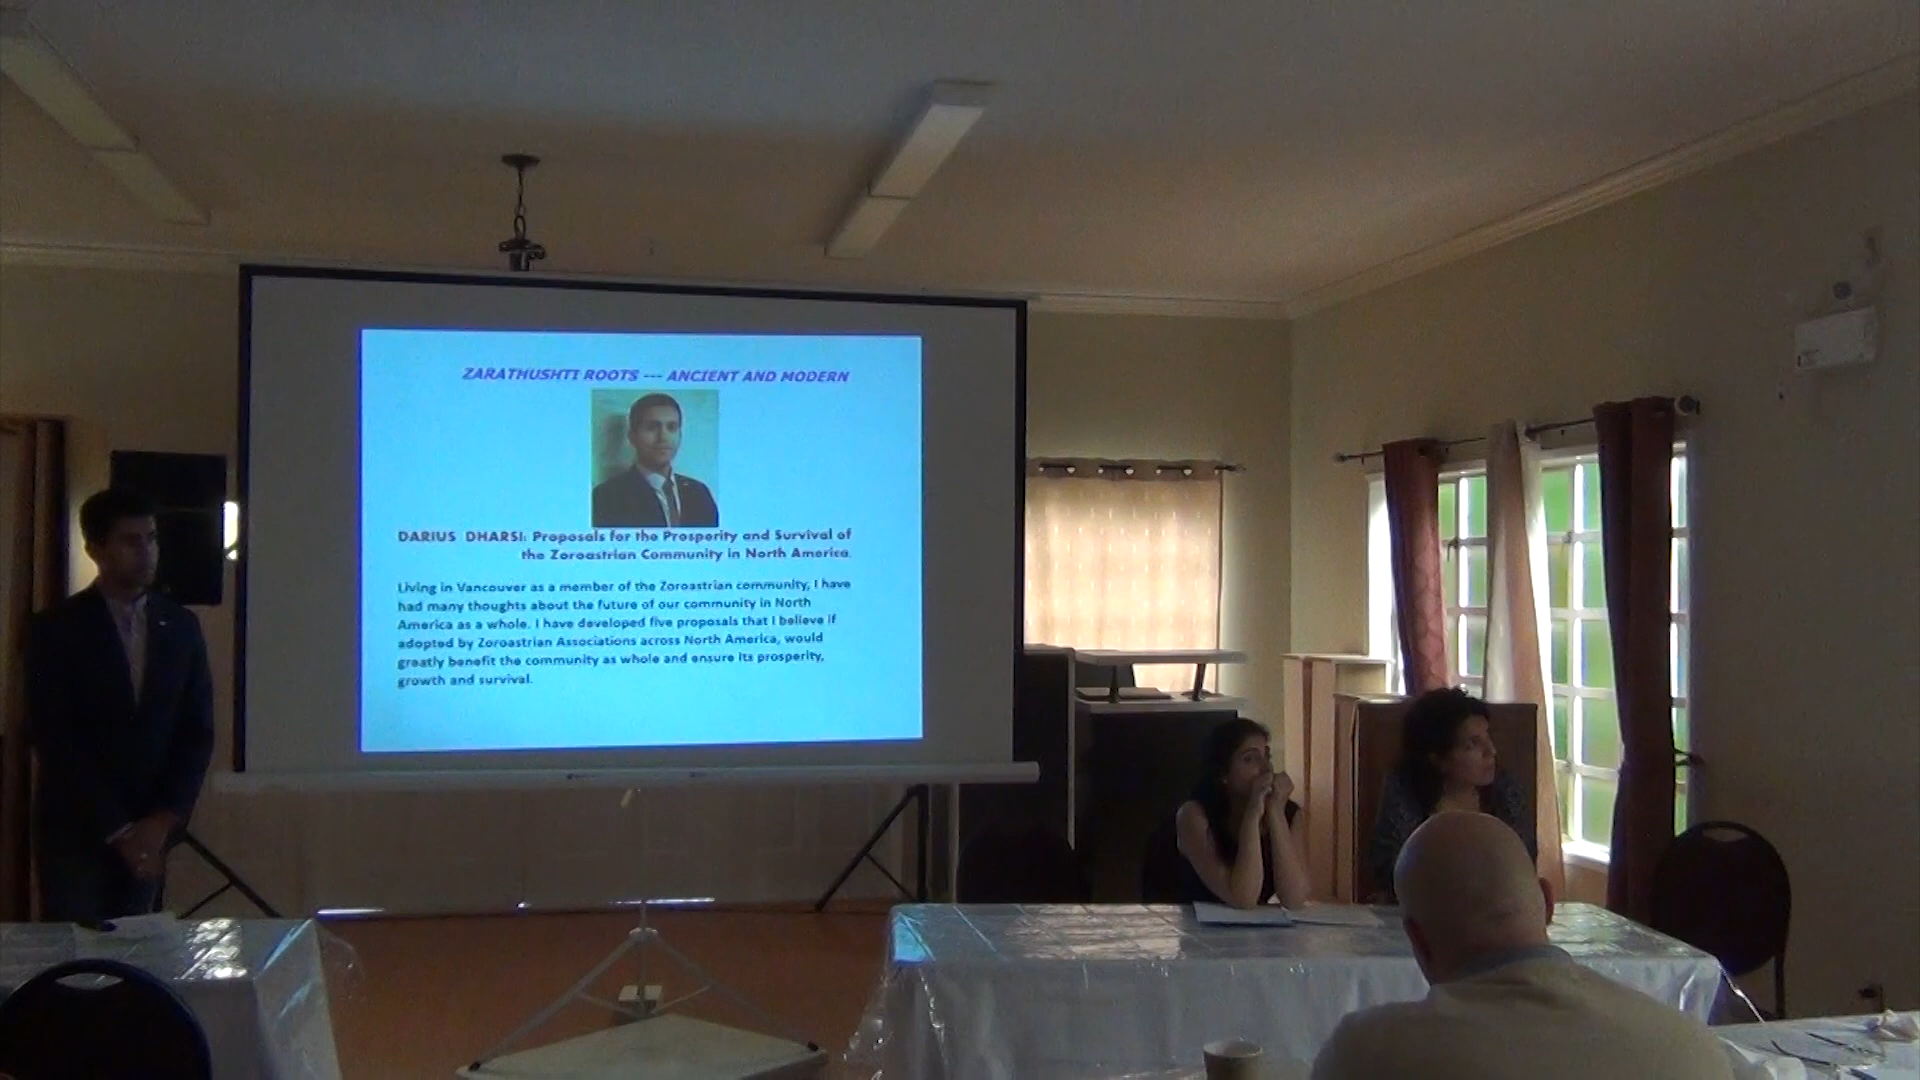 ZARATHUSHTI ROOTS --- ANCIENT AND MODERN
DARIUS DHARSI: Proposals for the Prosperity and Survival of
the Zoroastrian Community in North America.
Living in Vancouver as a member of the Zoroastrian community, I have
had many thoughts about the future of our community in North
America as a whole. I have developed five proposals that I believe if
adopted by Zoroastrian Associations across North America, would
greatly benefit the community as whole and ensure its prosperity,
growth and survival.